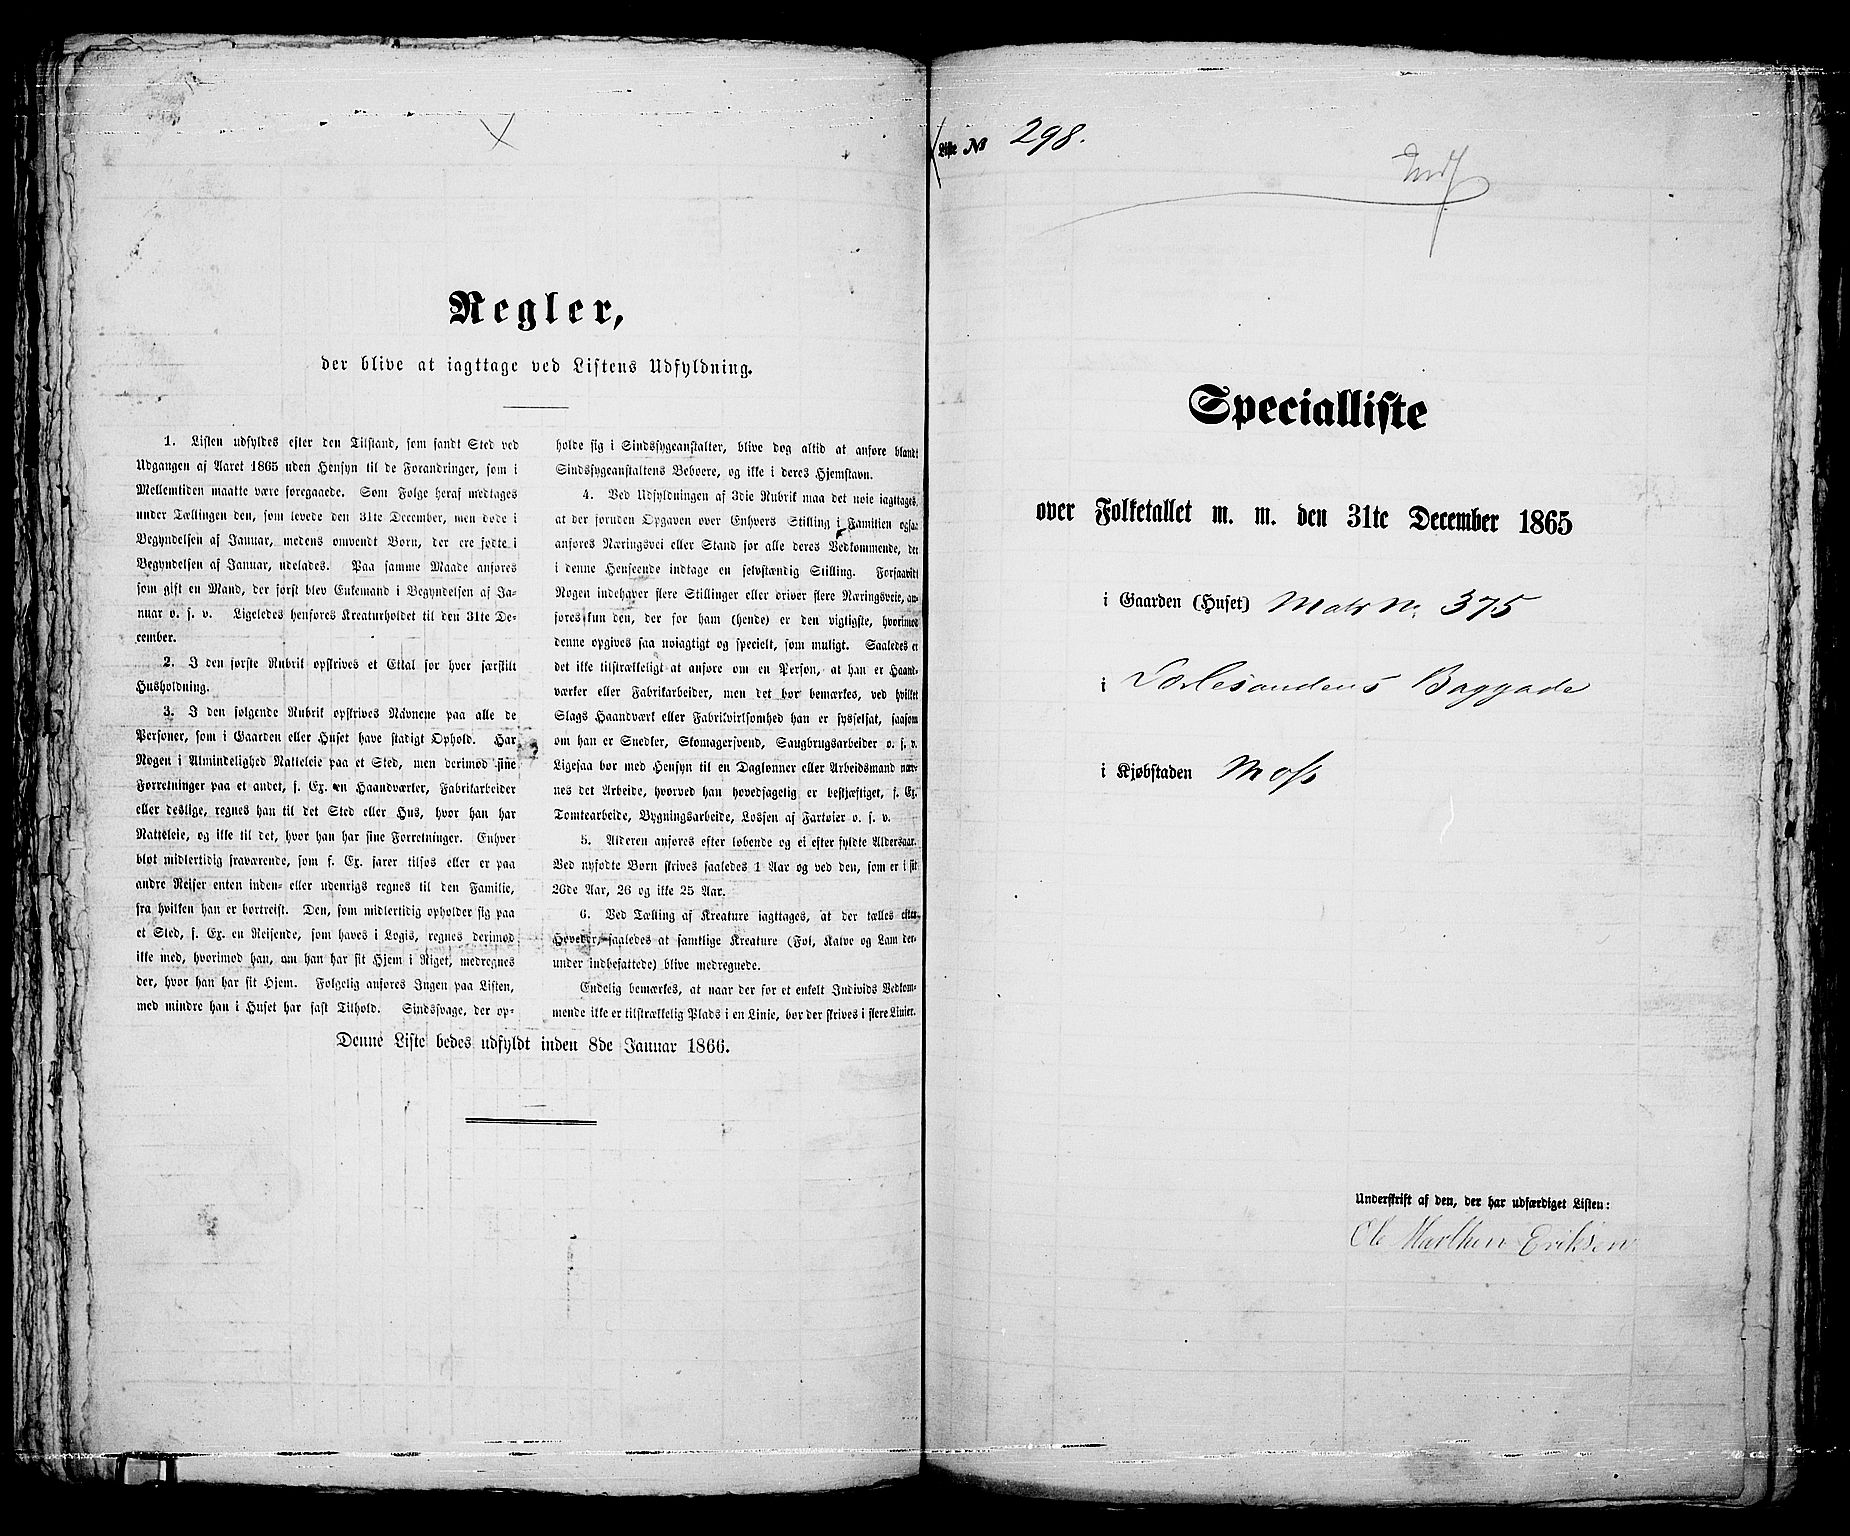 Regler,
der blive at iagttage ved Listens Udfyldning.
1. Listen udfyldes efter den Tilstand, som fandt Sted ved
Udgangen af Aaret 1865 uden Hensyn til de Forandringer, som i
Mellemtiden maatte være foregaaede. Som Følge heraf medtages
under Tællingen den, som levede den 31te December, men døde i
Begyndelsen af Januar, medens omvendt Børn, der ere fødte i
Begyndelsen af Januar, udelades. Paa samme Maade anføres
som gift en Mand, der først blev Enkemand i Begyndelsen af Ja-
nuar o. s. v. Ligeledes henføres Kreaturholdet til den 31te De-
cember.
2. I den første Rubrik opskrives et Ettal for hver særskilt
Husholdning.
3. I den følgende Rubrik opskrives Navnene paa alle de
Personer, som i Gaarden eller Huset have stadigt Ophold. Har
Nogen i Almindelighed Natteleie paa et Sted, men derimod sine
Forretninger paa et andet, f. Ex. en Haandværker, Fabrikarbeider
eller deslige, regnes han til det Sted eller Hus, hvor han har
Natteleie, og ikke til det, hvor han har sine Forretninger. Enhver
blot midlertidig fraværende, som f. Ex. farer tilsøs eller er paa
andre Reiser enten inden- eller udenrigs regnes til den Familie,
fra hvilken han er bortreist. Den, som midlertidig opholder sig paa
et Sted, f. Ex. en Reisende, som haves i Logis, regnes derimod
ikke med, hvorimod han, om han har sit Hjem i Riget, medregnes
der, hvor han har sit Hjem. Følgelig anføres Ingen paa Listen,
med mindre han i Huset har fast Tilhold. Sindssvage, der op-
holde sig i Sindssygeanstalter, blive dog altid at anføre blandt
Sindssygeanstaltens Beboere, og ikke i deres Hjemstavn.
4. Ved Udfyldningen af 3die Rubrik maa det nøie iagttages,
at der foruden Opgaven over Enhvers Stilling i Familien ogsaa
anføres Næringsvei eller Stand for alle deres Vedkommende, der
i denne Henseende indtage en selvstændig Stilling. Forsaavidt
Nogen indehaver flere Stillinger eller driver flere Næringsveie, an-
føres kun den, der for ham (hende) er den vigtigste, hvorimod
denne opgives saa nøiagtigt og specielt, som muligt. Saaledes er
det ikke tilstrækkeligt at anføre om en Person, at han er Haand-
værker eller Fabrikarbeider, men det bør bemærkes, ved hvilket
Slags Haandværk eller Fabrikvirksomhed han er sysselsat, saasom
om han er Snedker, Skomagersvend, Saugbrugsarbeider o. s. v.
Ligesaa bør med Hensyn til en Daglønner eller Arbeidsmand næv-
nes det Arbeide, hvorved han hovedsagelig er beskjæftiget, f. Ex.
Tomtearbeide, Bygningsarbeide, Lossen af Fartøier o. s. v.
5. Alderen anføres efter løbende og ei efter fyldte Aldersaar.
Ved nyfødte Børn skrives saaledes 1 Aar og ved den, som er i sit
26de Aar, 26 og ikke 25 Aar.
6. Ved Tælling af Kreature iagttages, at der tælles efter
Hoveder, saaledes at samtlige Kreature (Føl, Kalve og Lam der-
under indbefattede) blive medregnede.
Endelig bemærkes, at naar der for et enkelt Individs Vedkom-
mende ikke er tilstrækkelig Plads i en Linie, bør der skrives i flere Linier.
Denne Liste bedes udfyldt inden 8de Januar 1866.
Liste № 298.
Specialliste
over Folketallet m. m. den 31te December 1865
i Gaarden (Huset) Matr N. 375
i Værlesandens Baggade
i Kjøbstaden Moss
Underskrift af den, der har udfærdiget Listen:
Ole Marthin Eriksen